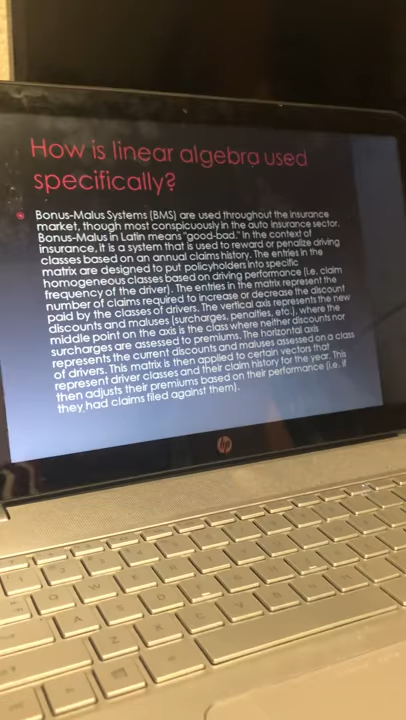 How is linear algebra used
specifically?
Bonus-Malus Systems (BMS) are used throughout the insurance
market, though most conspicuously in the auto insurance sector.
Bonus-Malus in Latin means "good-bad." In the context of
insurance, it is a system that is used to reward or penalize driving
classes based on an annual claims history. The entries in the
matrix are designed to put policyholders into specific
homogeneous classes based on driving performance (i.e. claim
frequency of the driver). The entries in the matrix represent the
number of claims required to increase or decrease the discount
paid by the classes of drivers. The vertical axis represents the new
discounts and maluses (surcharges, penalties, etc.), where the
middle point on the axis is the class where neither discounts nor
surcharges are assessed to premiums. The horizontal axis
represents the current discounts and maluses assessed on a class
of drivers. This matrix is then applied to certain vectors that
represent driver classes and their claim history for the year. This
then adjusts their premiums based on their performance (i.e. if
they had claims filed against them).
hp
Q W E
A S D
Z X C V B